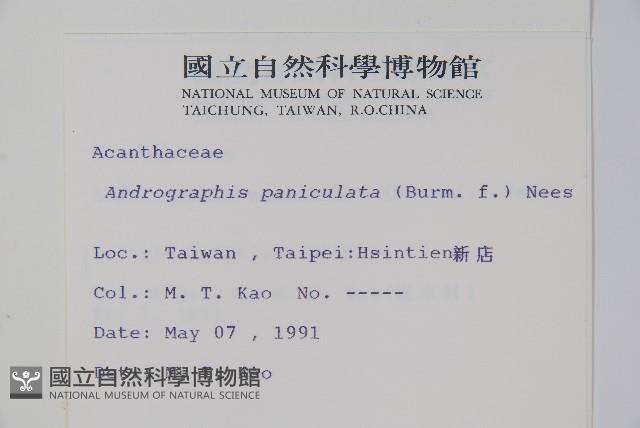 國立自然科學博物館
NATIONAL MUSEUM OF NATURAL SCIENCE
TAICHUNG, TAIWAN, R.O.CHINA
Acanthaceae
Andrographis paniculata (Burm. f.) Nees
Loc.: Taiwan , Taipei:Hsintien新店
Col.: M. T. Kao No. -----
Date: May 07 , 1991
國立自然科學博物館
NATIONAL MUSEUM OF NATURAL SCIENCE